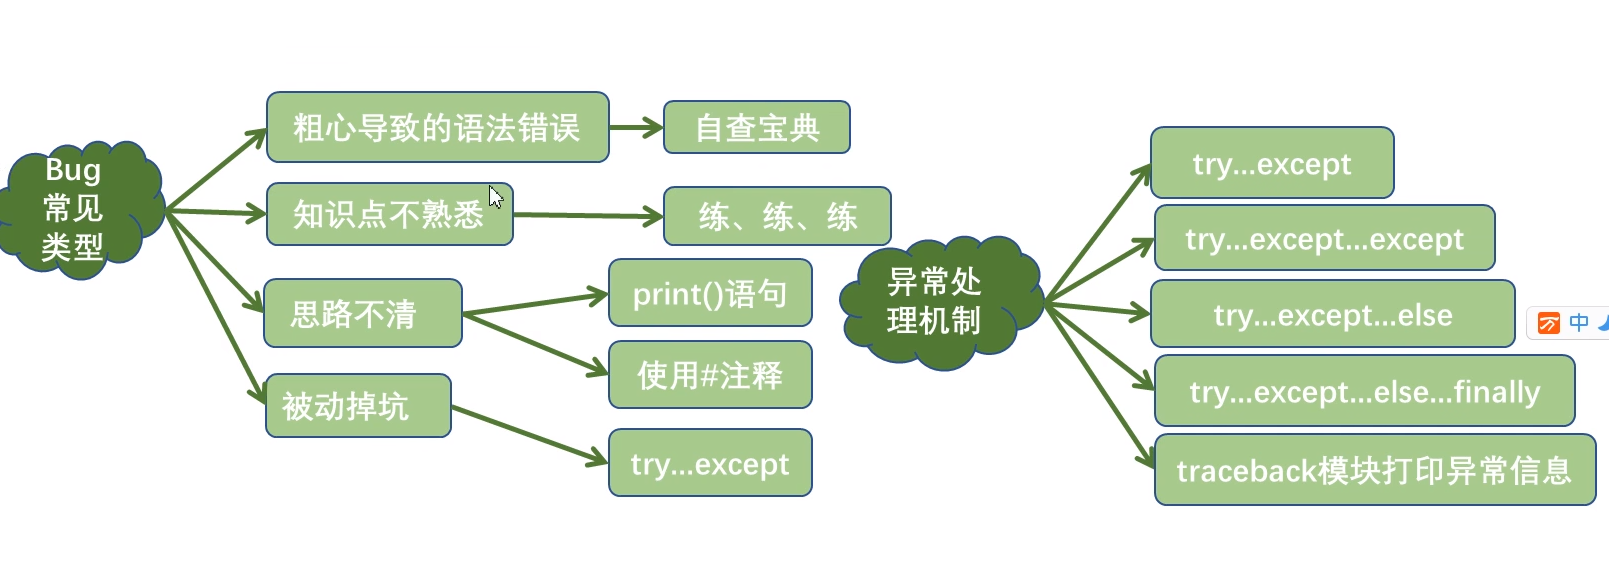 Bug
常见
类型
粗心导致的语法错误
自查宝典
知识点不熟悉
练、练、练
思路不清
print()语句
使用#注释
被动掉坑
try...except
异常处
理机制
try...except
try...except...except
try...except...else
try...except...else...finally
traceback模块打印异常信息
中